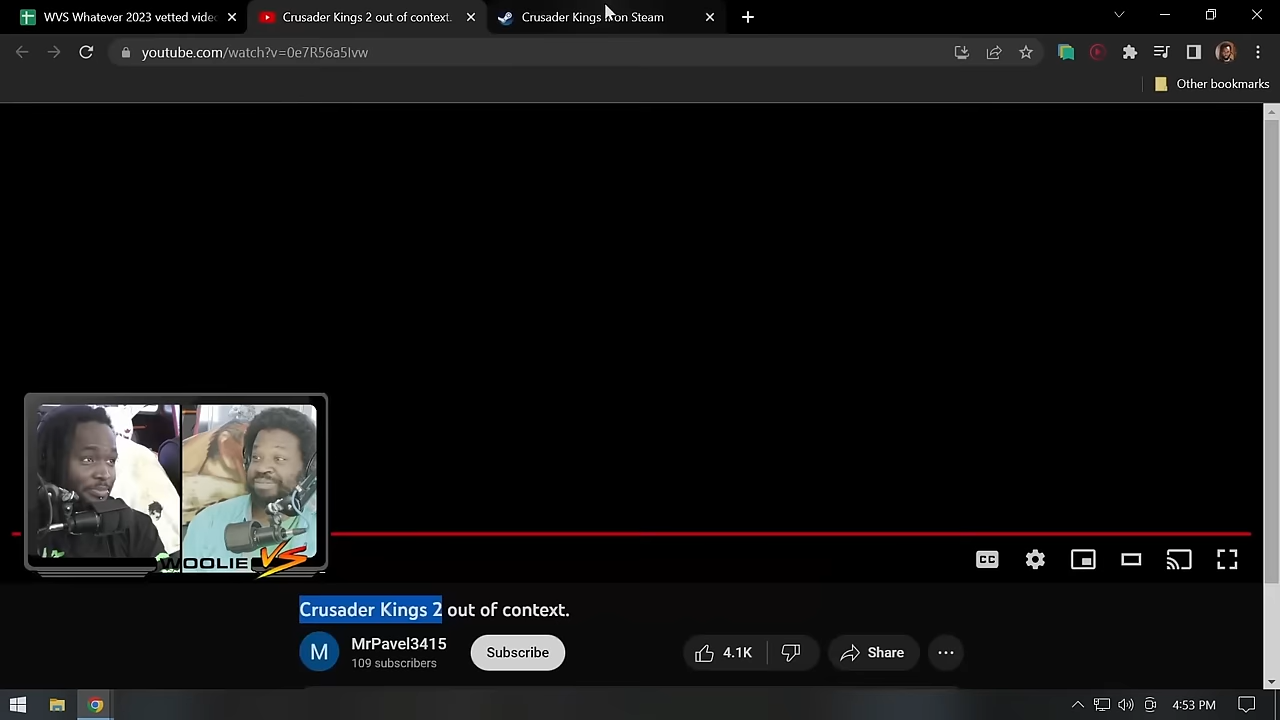 WVS Whatever 2023 vetted video
Crusader Kings 2 out of context.
Crusader Kings II on Steam
youtube.com/watch?v=0e7R56a5lvw
Other bookmarks
WOOLIE VS
CC
Crusader Kings 2 out of context.
M
MrPavel3415
109 subscribers
Subscribe
4.1K
Share
4:53 PM